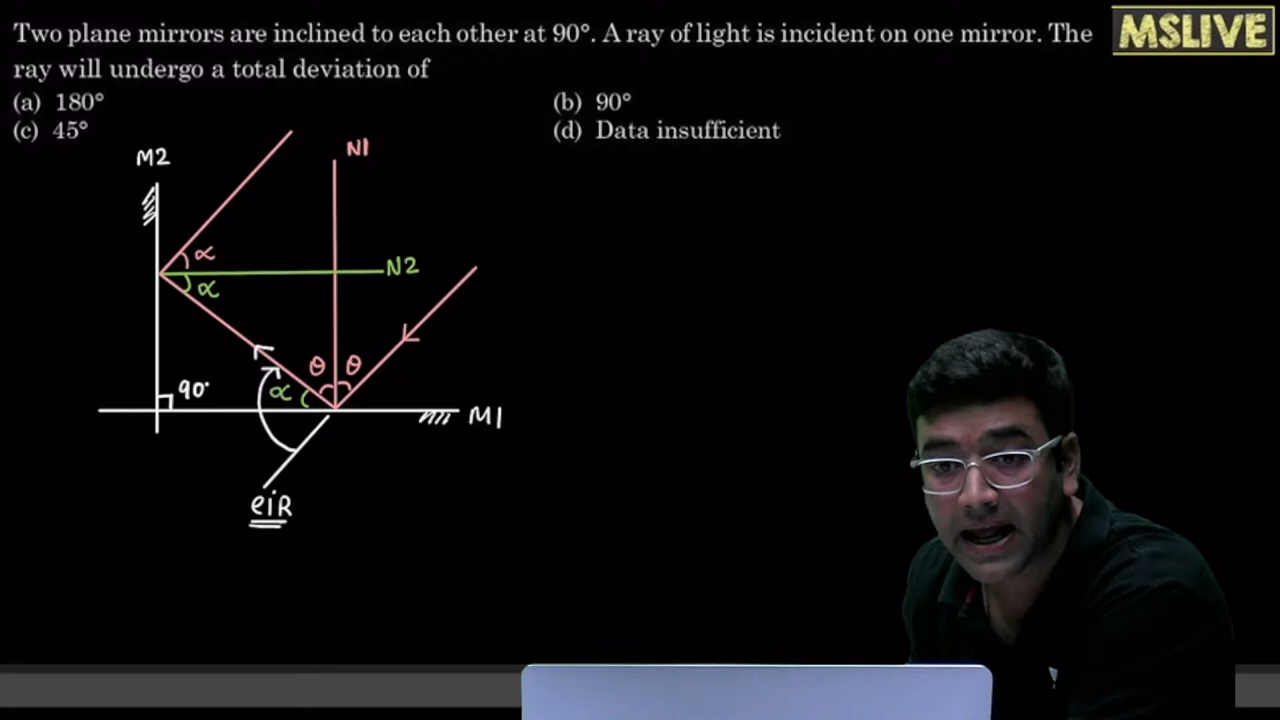 Two plane mirrors are inclined to each other at 90°. A ray of light is incident on one mirror. The
ray will undergo a total deviation of
(a) 180°
(b) 90°
(c) 45°
(d) Data insufficient
MSLIVE
M2
N1
α
N2
α
θ θ
α
90°
M1
eiR